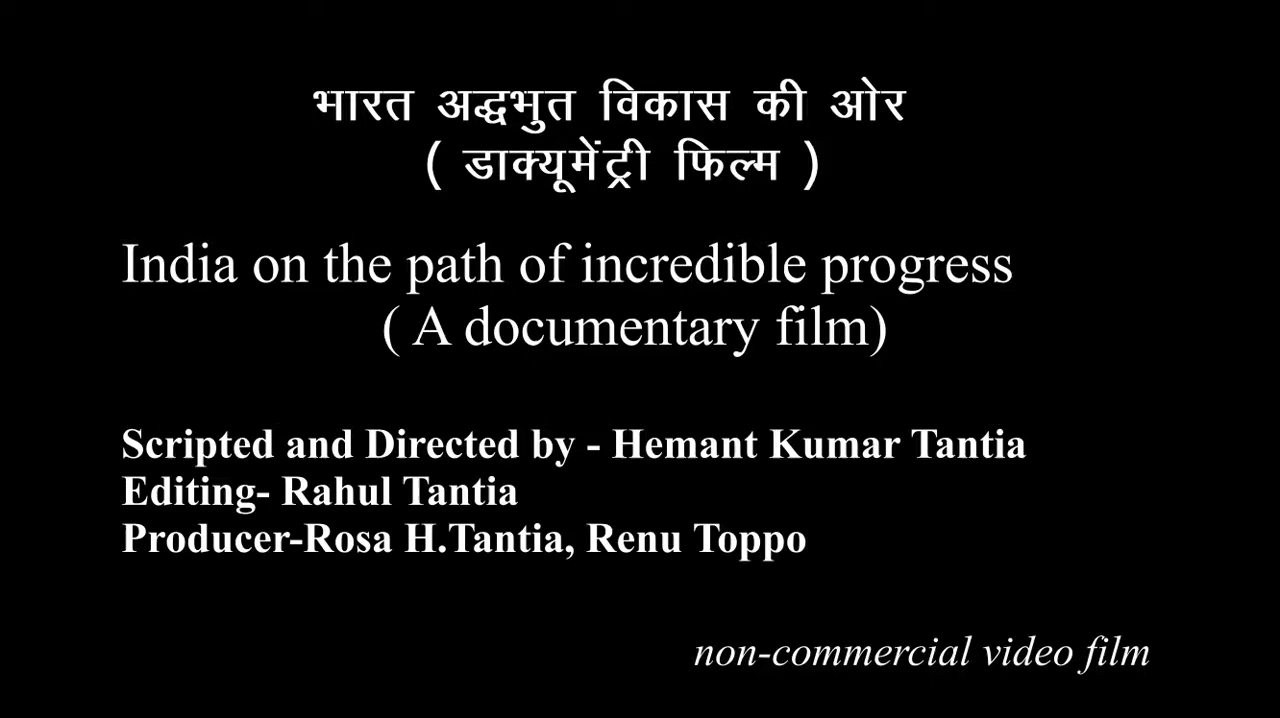 भारत अद्धभुत विकास की ओर
( डाक्यूमेंट्री फिल्म )
India on the path of incredible progress
( A documentary film)
Scripted and Directed by - Hemant Kumar Tantia
Editing- Rahul Tantia
Producer-Rosa H.Tantia, Renu Toppo
non-commercial video film